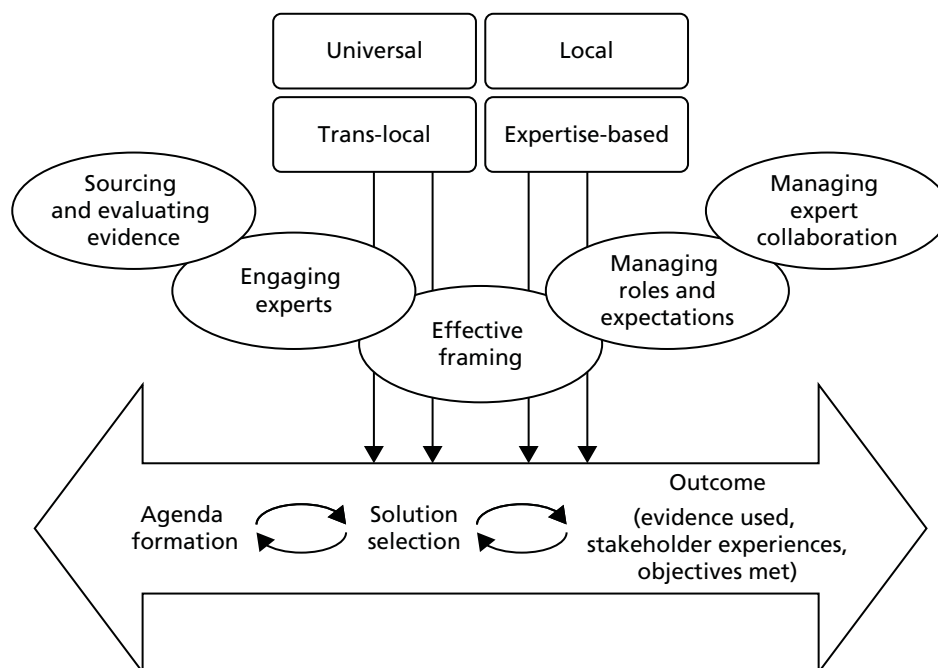 Universal
Local
Trans-local
Expertise-based
Sourcing
and evaluating
evidence
Engaging
experts
Effective
framing
Managing
roles and
expectations
Managing
expert
collaboration
Agenda
formation
Solution
selection
Outcome
(evidence used,
stakeholder experiences,
objectives met)